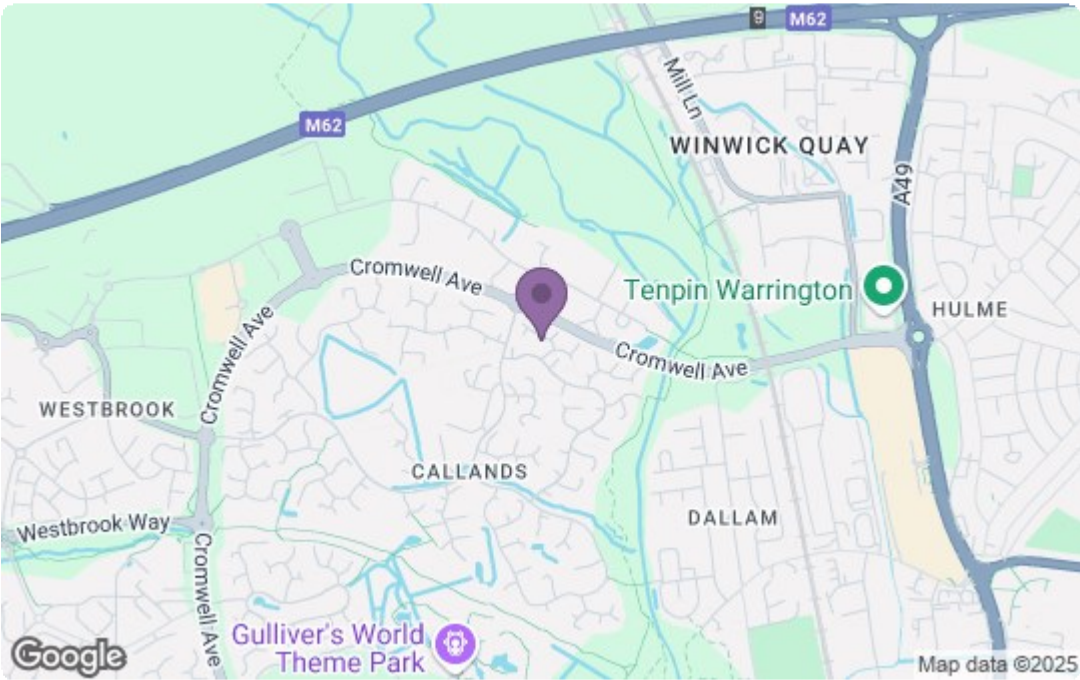 9
M62
Mill Ln
M62
WINWICK QUAY
A49
Cromwell Ave
Tenpin Warrington
HULME
Cromwell Ave
Cromwell Ave
WESTBROOK
CALLANDS
DALLAM
Westbrook Way
Cromwell Ave
Gulliver's World
Theme Park
Google
Map data ©2025